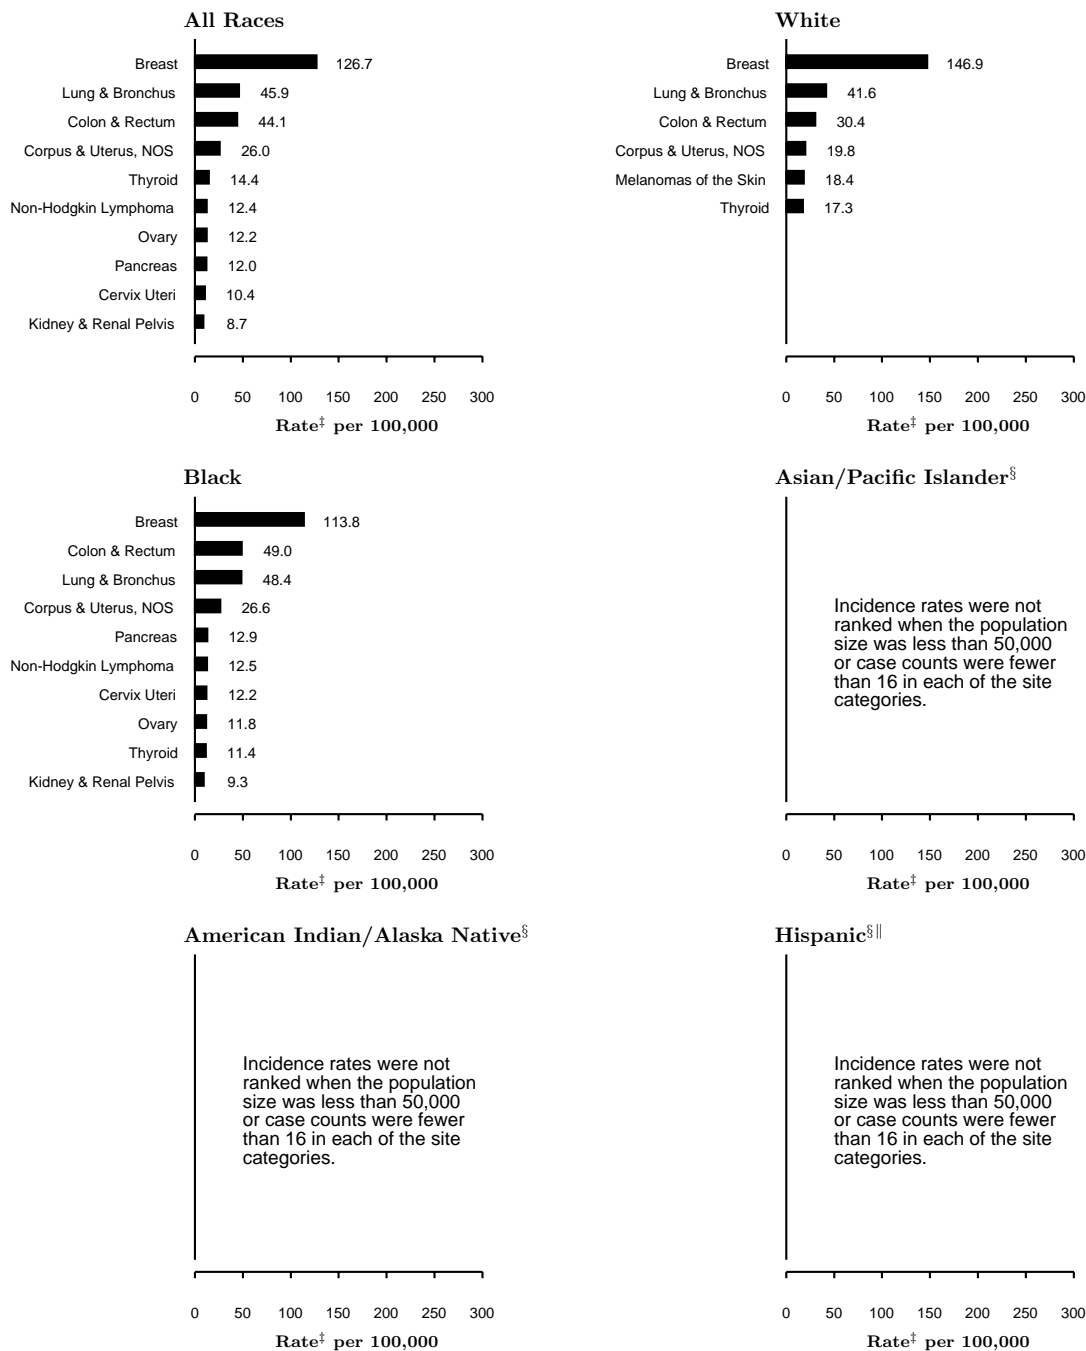 All Races
Breast 126.7
Lung & Bronchus 45.9
Colon & Rectum 44.1
Corpus & Uterus, NOS 26.0
Thyroid 14.4
Non-Hodgkin Lymphoma 12.4
Ovary 12.2
Pancreas 12.0
Cervix Uteri 10.4
Kidney & Renal Pelvis 8.7
0 50 100 150 200 250 300
Rate‡ per 100,000
White
Breast 146.9
Lung & Bronchus 41.6
Colon & Rectum 30.4
Corpus & Uterus, NOS 19.8
Melanomas of the Skin 18.4
Thyroid 17.3
0 50 100 150 200 250 300
Rate‡ per 100,000
Black
Breast 113.8
Colon & Rectum 49.0
Lung & Bronchus 48.4
Corpus & Uterus, NOS 26.6
Pancreas 12.9
Non-Hodgkin Lymphoma 12.5
Cervix Uteri 12.2
Ovary 11.8
Thyroid 11.4
Kidney & Renal Pelvis 9.3
0 50 100 150 200 250 300
Rate‡ per 100,000
Asian/Pacific Islander§
Incidence rates were not
ranked when the population
size was less than 50,000
or case counts were fewer
than 16 in each of the site
categories.
0 50 100 150 200 250 300
Rate‡ per 100,000
American Indian/Alaska Native§
Incidence rates were not
ranked when the population
size was less than 50,000
or case counts were fewer
than 16 in each of the site
categories.
0 50 100 150 200 250 300
Rate‡ per 100,000
Hispanic§‖
Incidence rates were not
ranked when the population
size was less than 50,000
or case counts were fewer
than 16 in each of the site
categories.
0 50 100 150 200 250 300
Rate‡ per 100,000